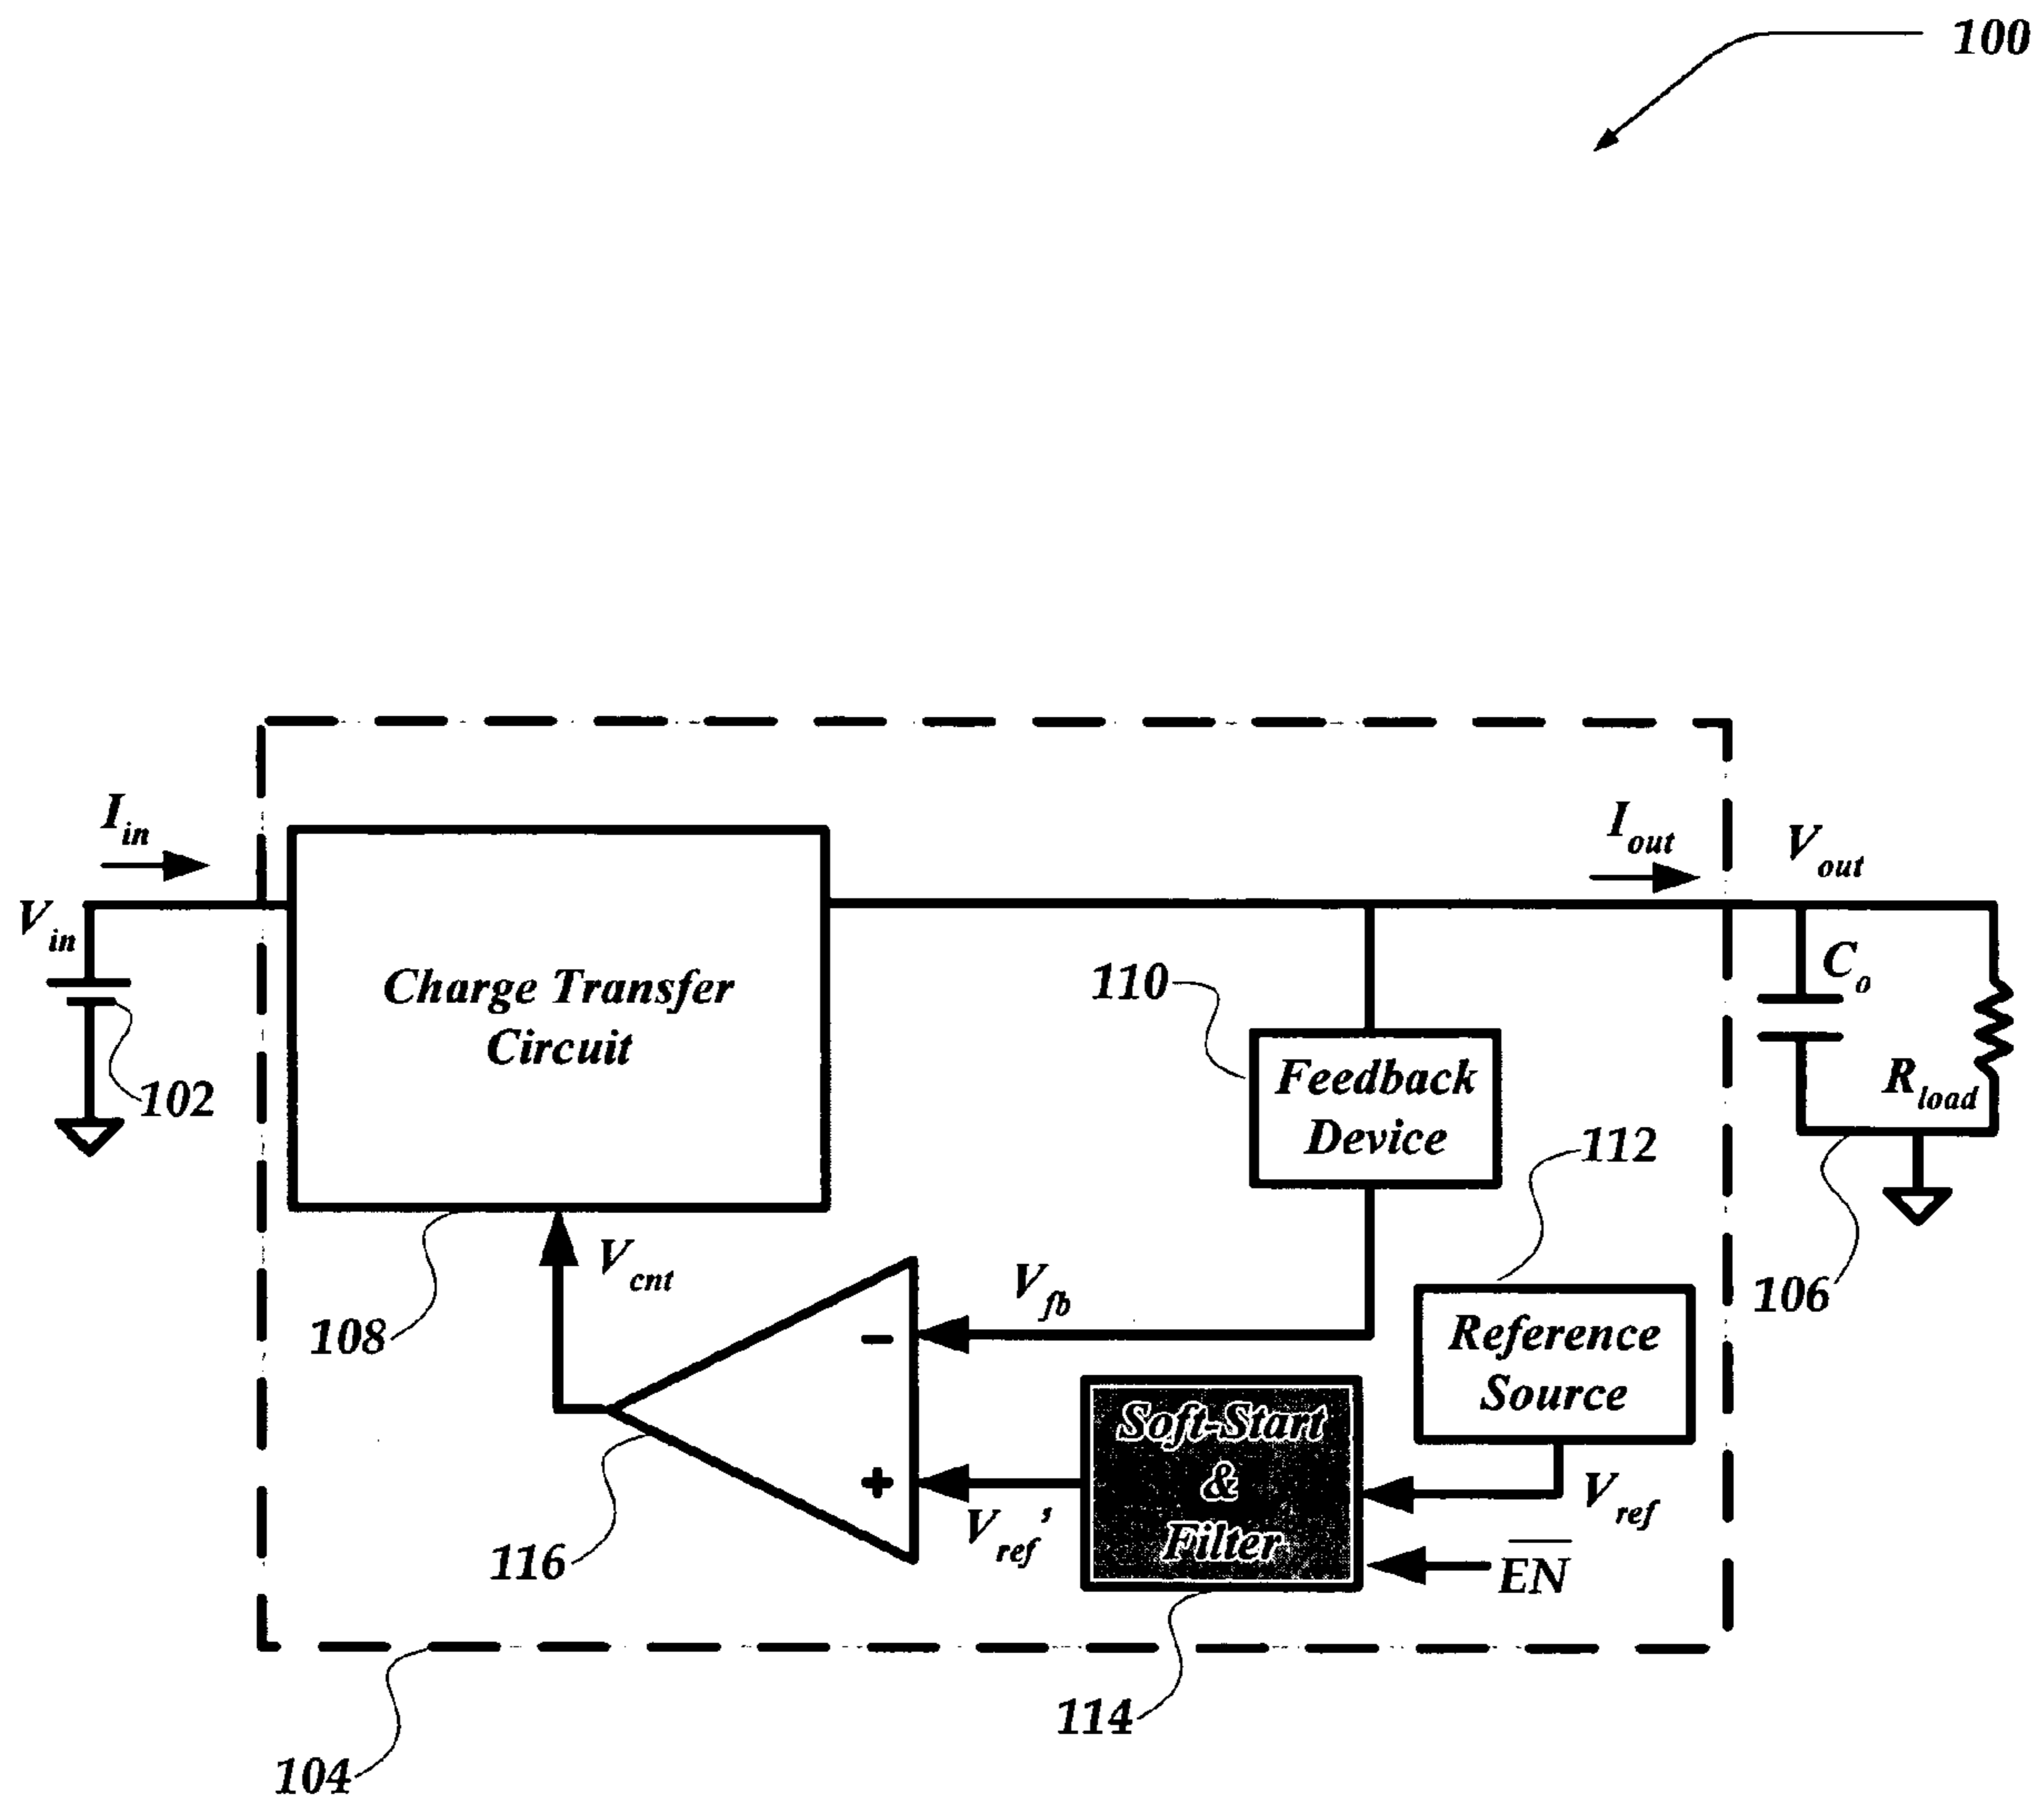 100
I_in
I_out
V_out
V_in
C_o
Charge Transfer
Circuit
110
Feedback
Device
R_load
102
112
V_cnt
V_fb
106
108
Reference
Source
Soft-Start
&
Filter
−
+
V_ref'
V_ref
116
E̅N̅
114
104